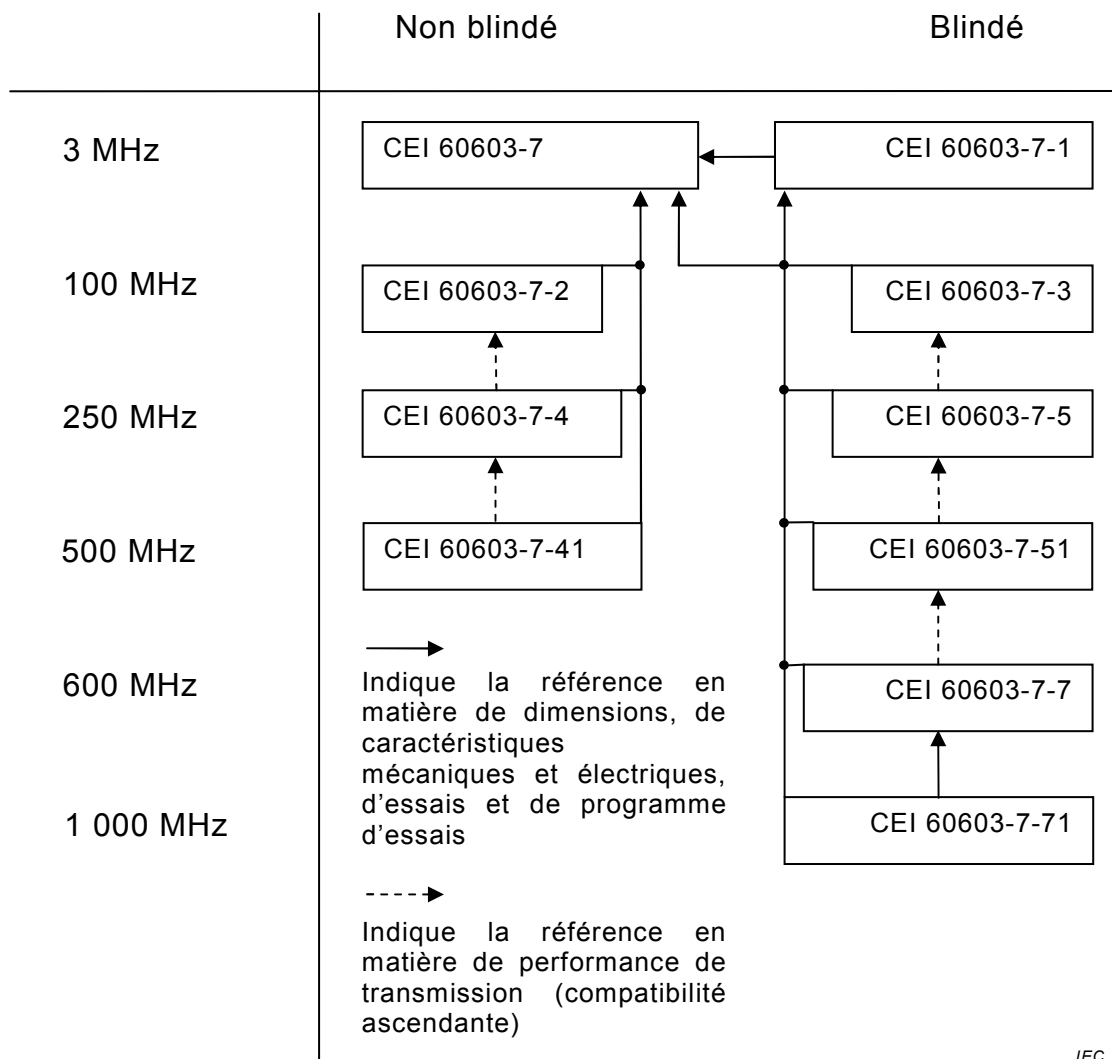 Non blindé
Blindé
3 MHz
CEI 60603-7
CEI 60603-7-1
100 MHz
CEI 60603-7-2
CEI 60603-7-3
250 MHz
CEI 60603-7-4
CEI 60603-7-5
500 MHz
CEI 60603-7-41
CEI 60603-7-51
600 MHz
CEI 60603-7-7
1 000 MHz
CEI 60603-7-71
Indique la référence en
matière de dimensions, de
caractéristiques
mécaniques et électriques,
d'essais et de programme
d'essais
Indique la référence en
matière de performance de
transmission (compatibilité
ascendante)
IEC